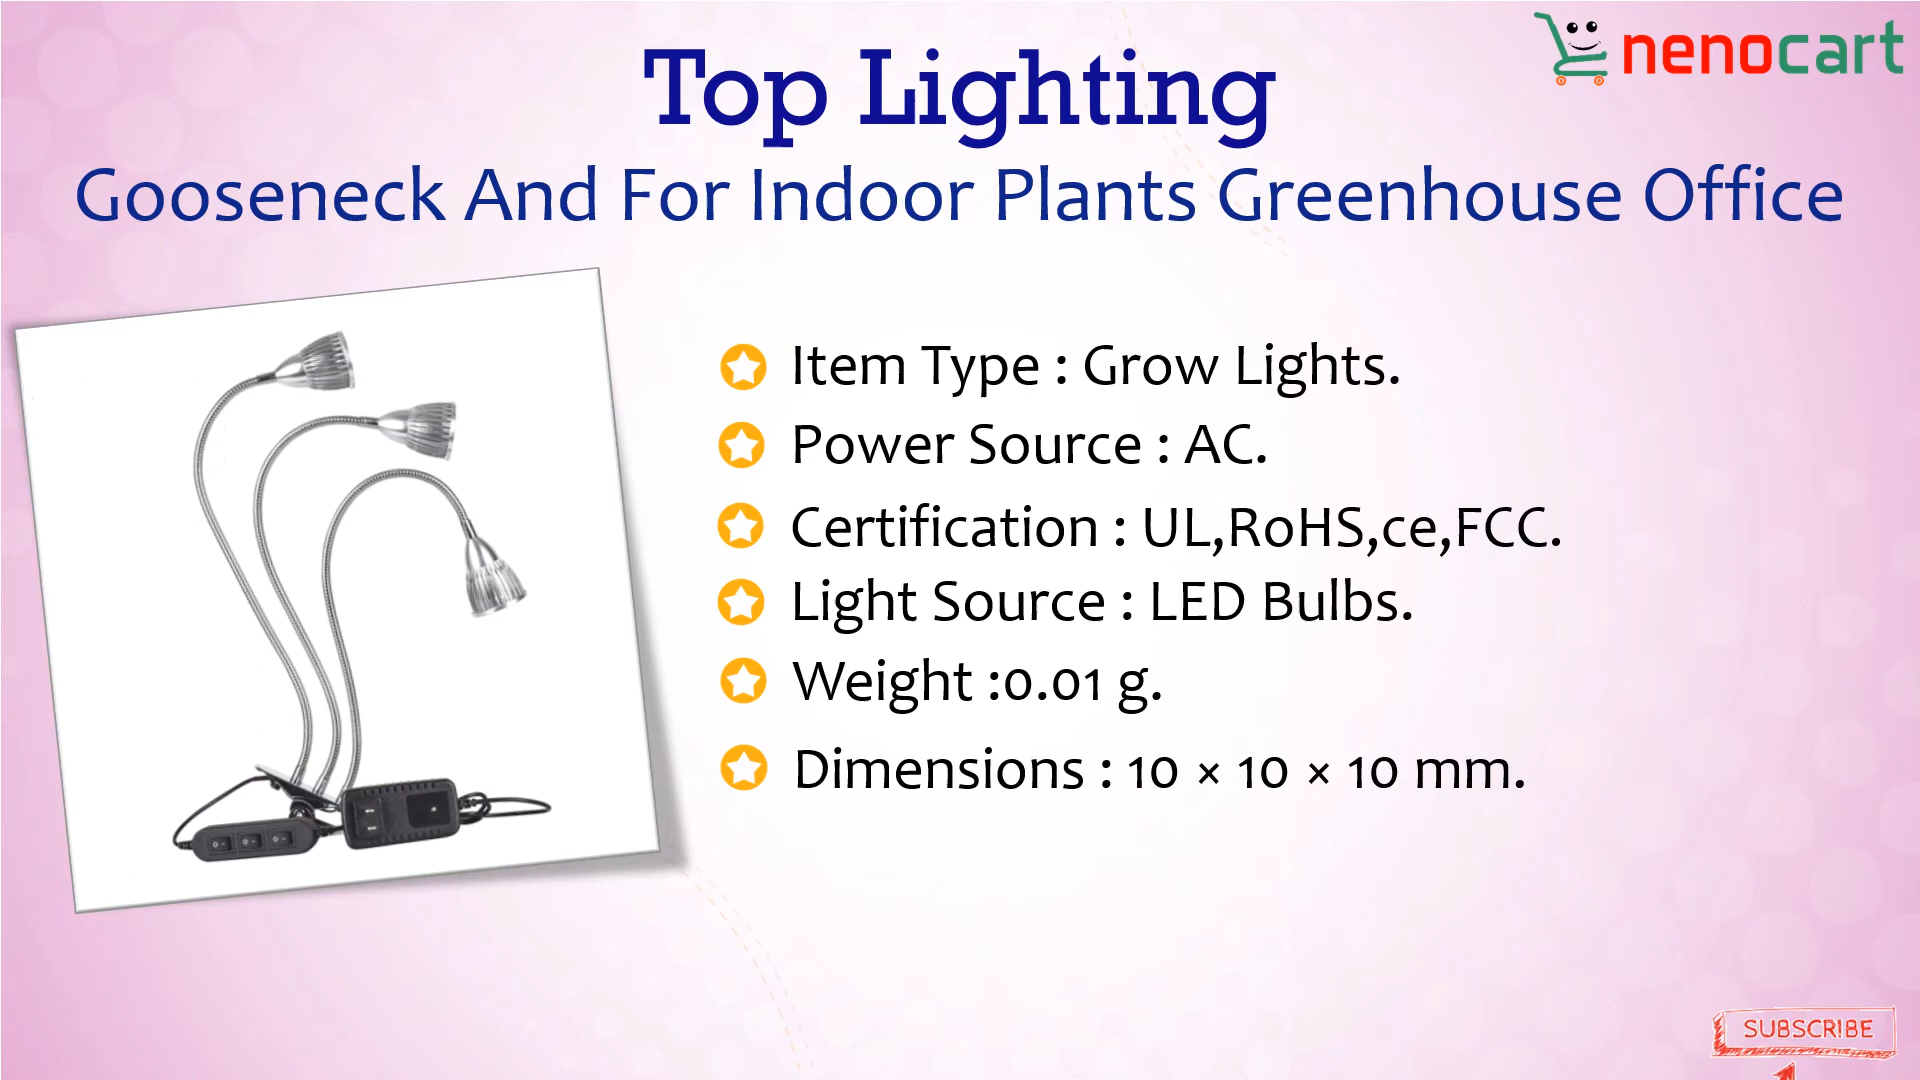 nenocart
Top Lighting
Gooseneck And For Indoor Plants Greenhouse Office
Item Type : Grow Lights.
Power Source : AC.
Certification : UL,RoHS,ce,FCC.
Light Source : LED Bulbs.
Weight :0.01 g.
Dimensions : 10 × 10 × 10 mm.
SUBSCRIBE